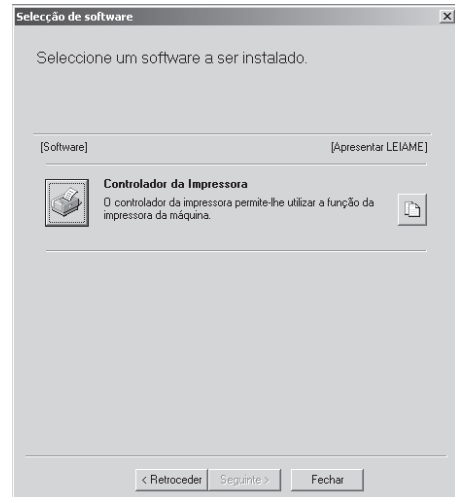 Selecção de software
Seleccione um software a ser instalado.
[Software] [Apresentar LEIAME]
Controlador da Impressora
O controlador da impressora permite-lhe utilizar a função da
impressora da máquina.
< Retroceder Seguinte > Fechar